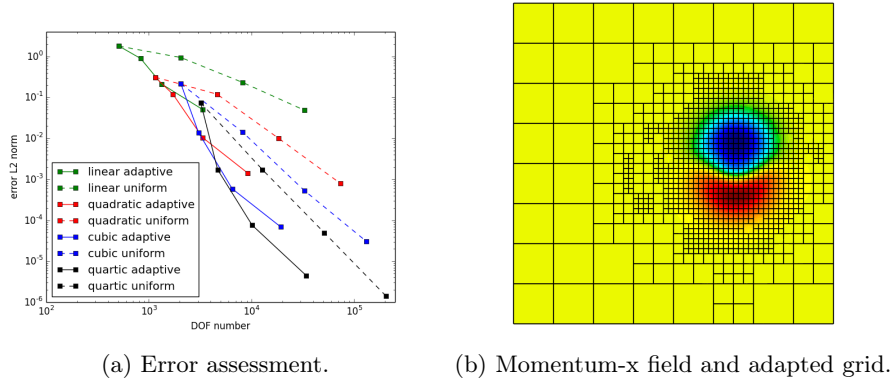 10^0
10^-1
10^-2
10^-3
10^-4
10^-5
10^-6
error L2 norm
linear adaptive
linear uniform
quadratic adaptive
quadratic uniform
cubic adaptive
cubic uniform
quartic adaptive
quartic uniform
10^2 10^3 10^4 10^5
DOF number
(a) Error assessment.
(b) Momentum-x field and adapted grid.